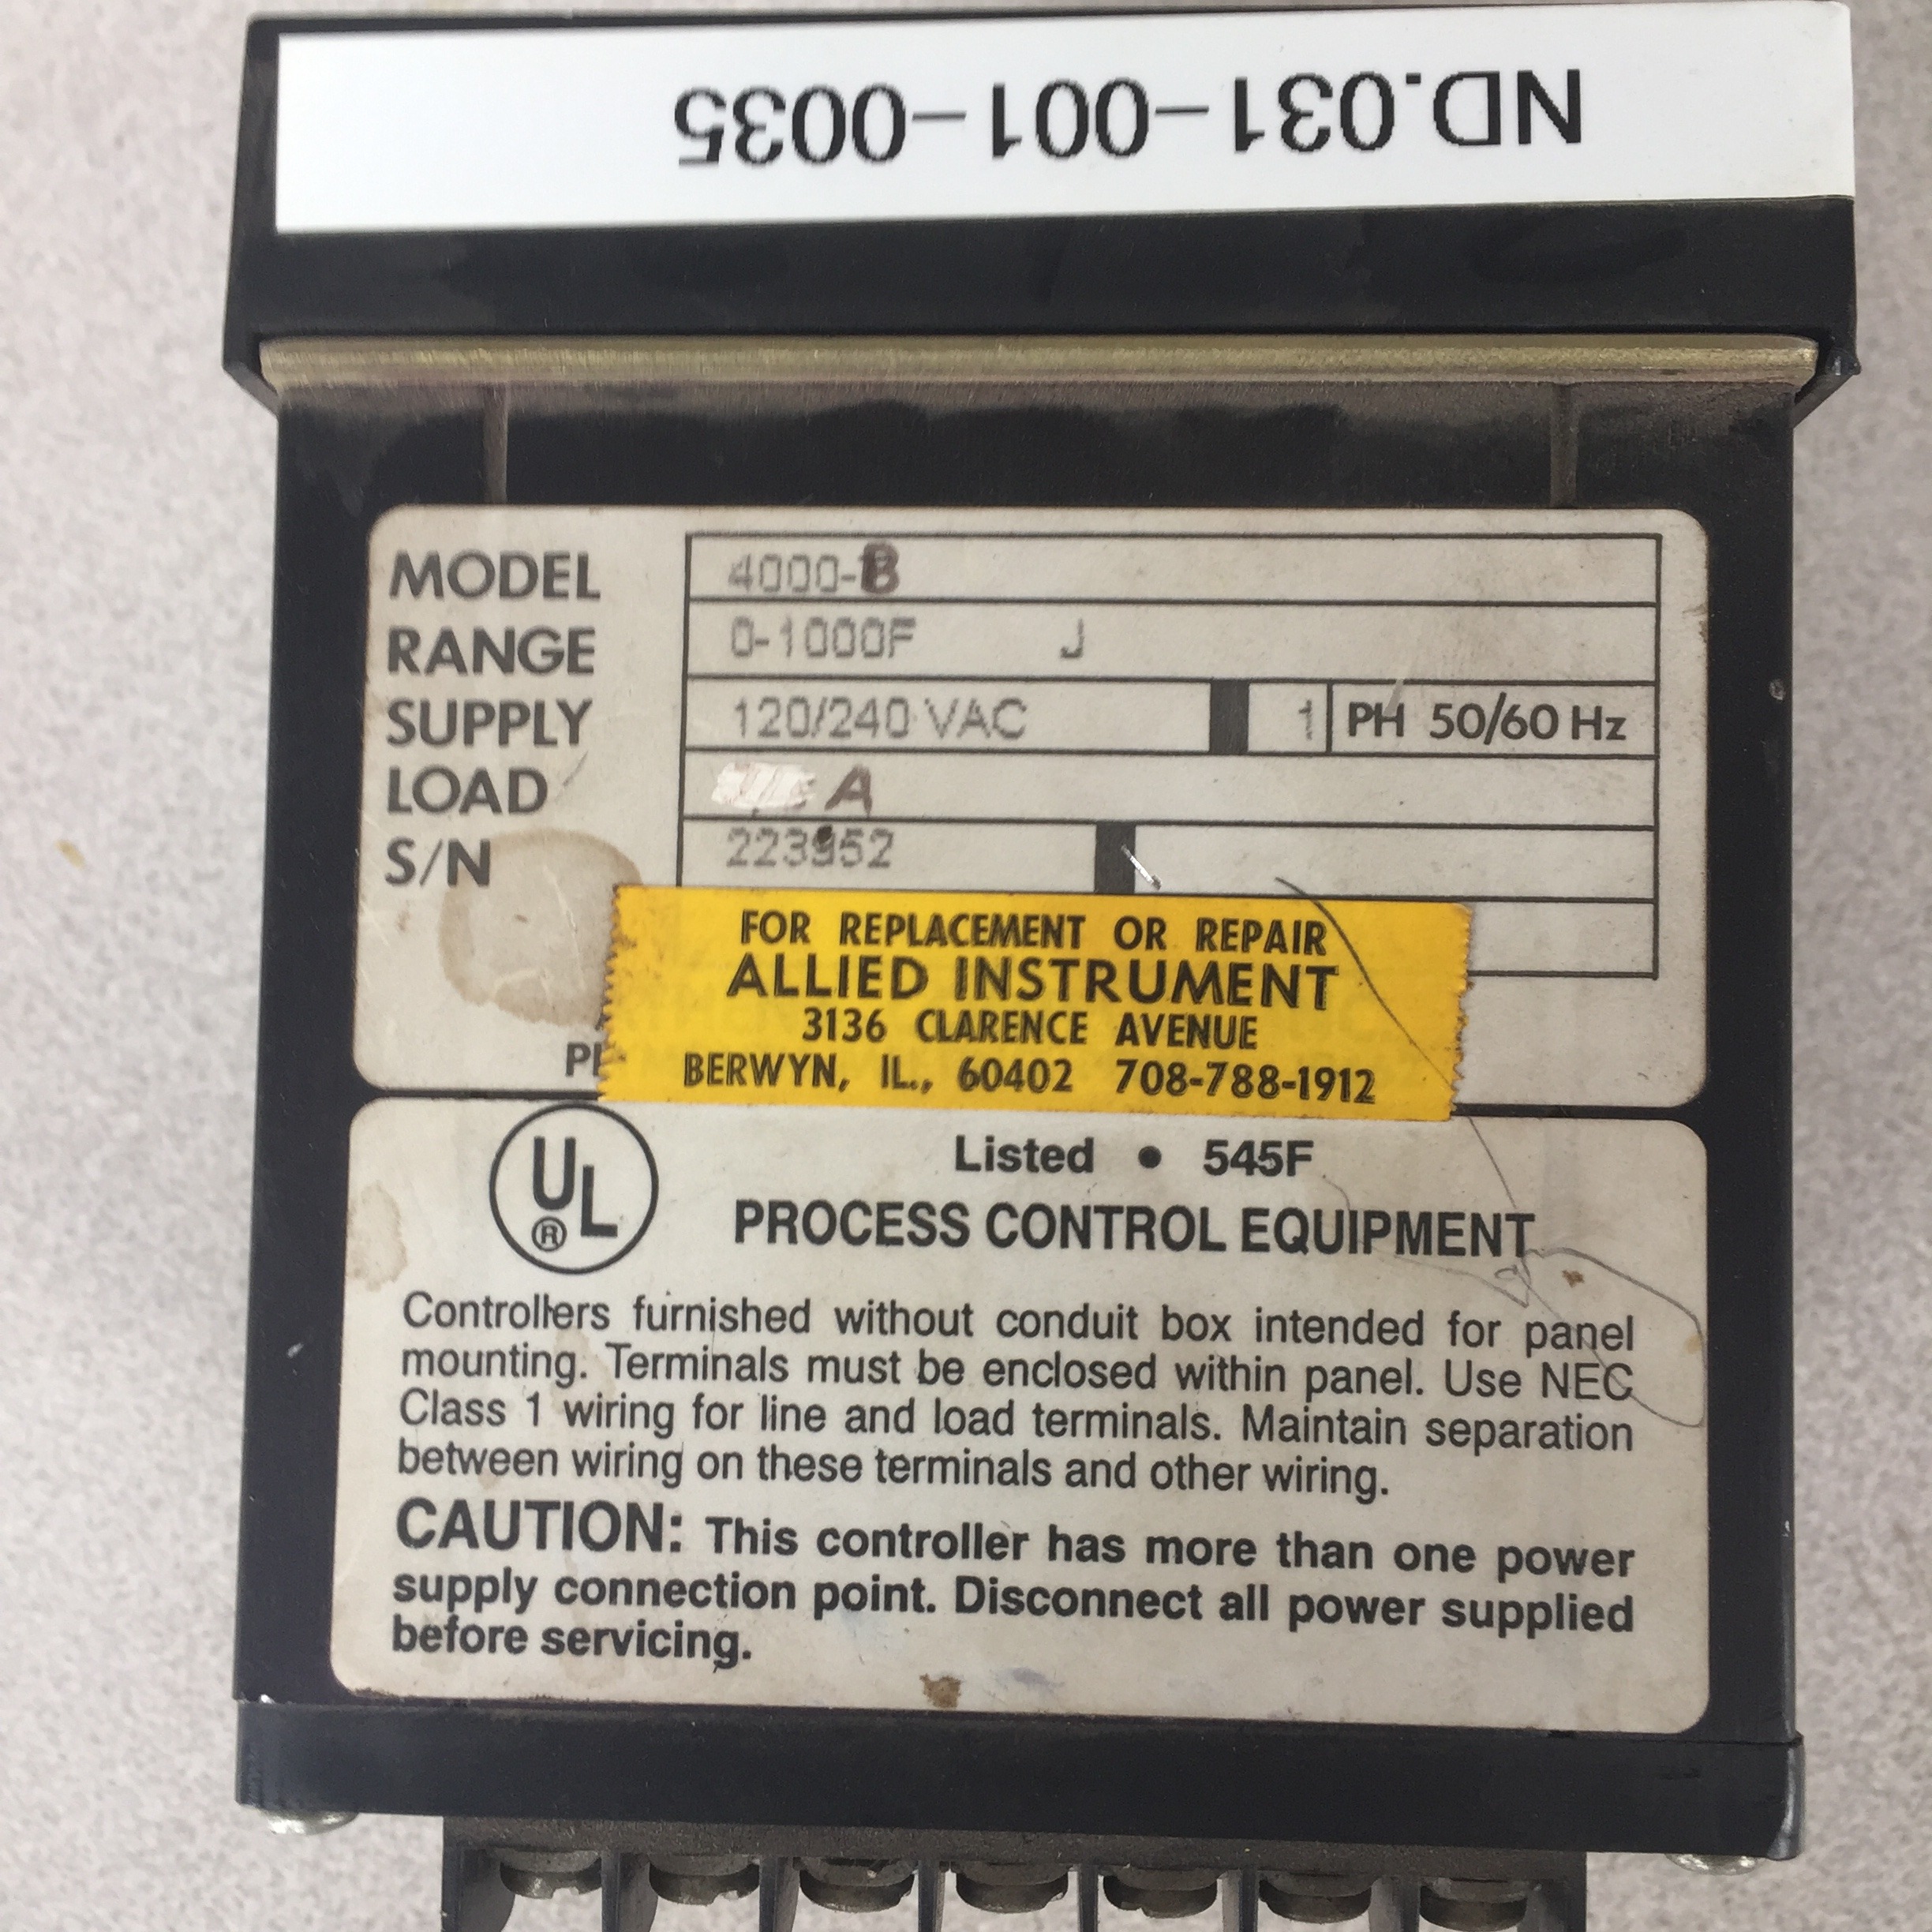 ND.031-001-0035
MODEL 4000-B
RANGE 0-1000F J
SUPPLY 120/240 VAC 1 PH 50/60 Hz
LOAD A
S/N 223952
FOR REPLACEMENT OR REPAIR
ALLIED INSTRUMENT
3136 CLARENCE AVENUE
BERWYN, IL., 60402 708-788-1912
UL ®
Listed • 545F
PROCESS CONTROL EQUIPMENT
Controllers furnished without conduit box intended for panel
mounting. Terminals must be enclosed within panel. Use NEC
Class 1 wiring for line and load terminals. Maintain separation
between wiring on these terminals and other wiring.
CAUTION: This controller has more than one power
supply connection point. Disconnect all power supplied
before servicing.